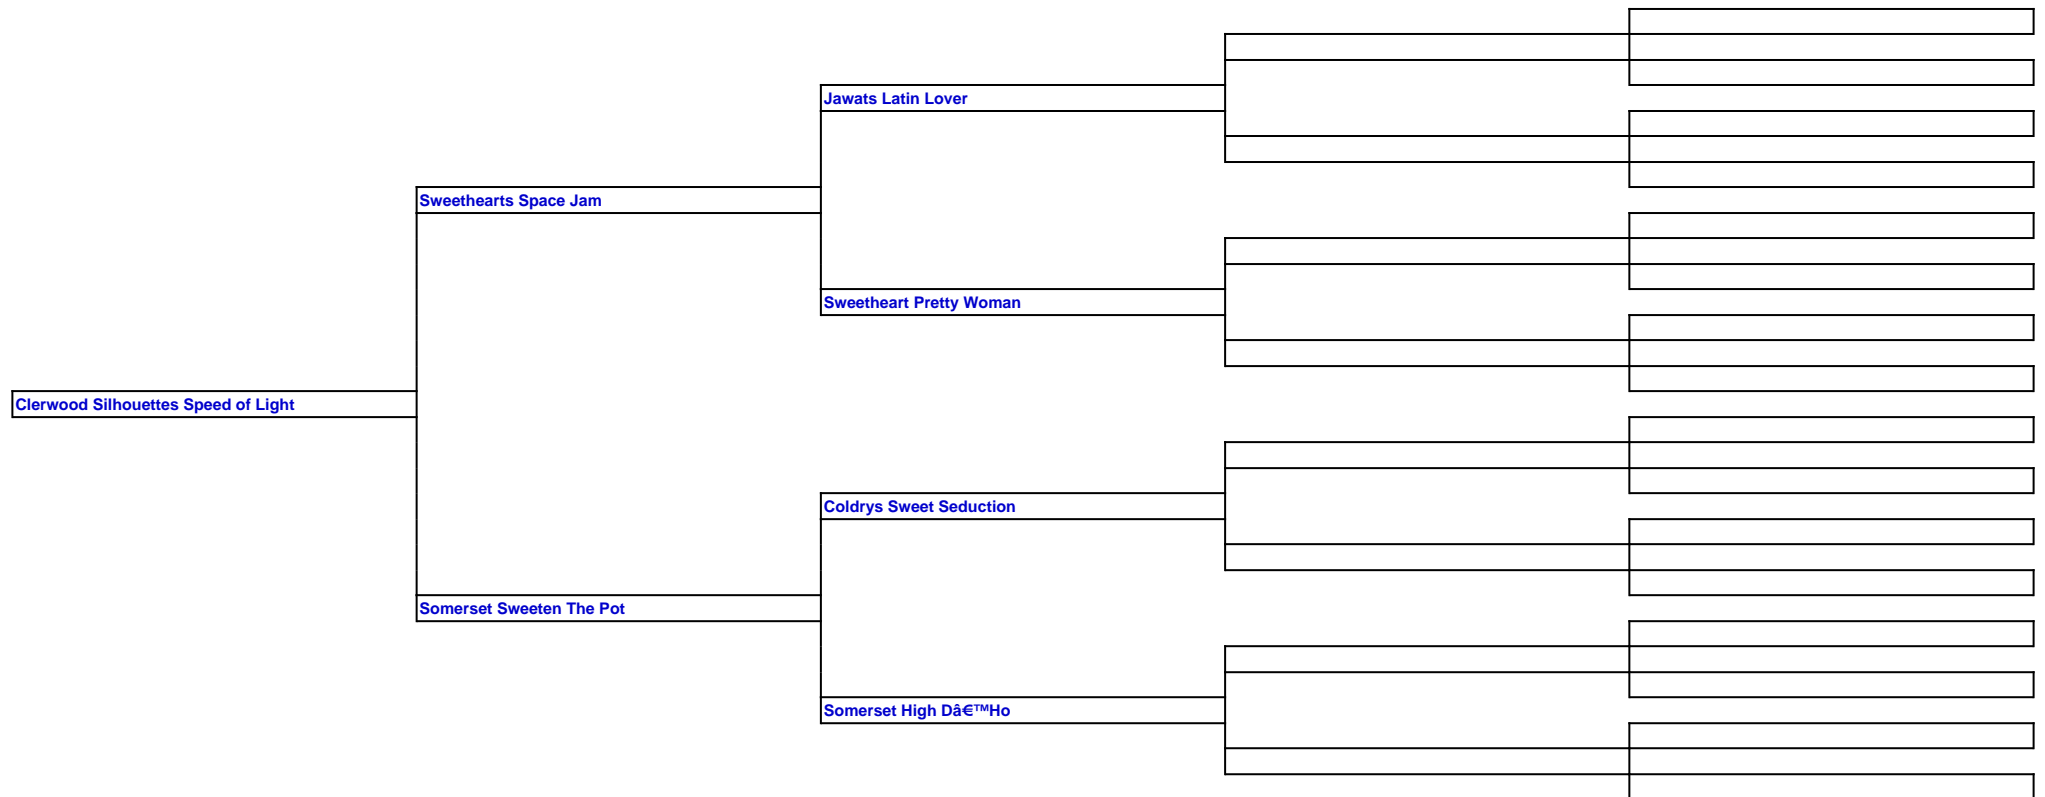 Jawats Latin Lover
Sweethearts Space Jam
Sweetheart Pretty Woman
Clerwood Silhouettes Speed of Light
Coldrys Sweet Seduction
Somerset Sweeten The Pot
Somerset High Dâ€™Ho